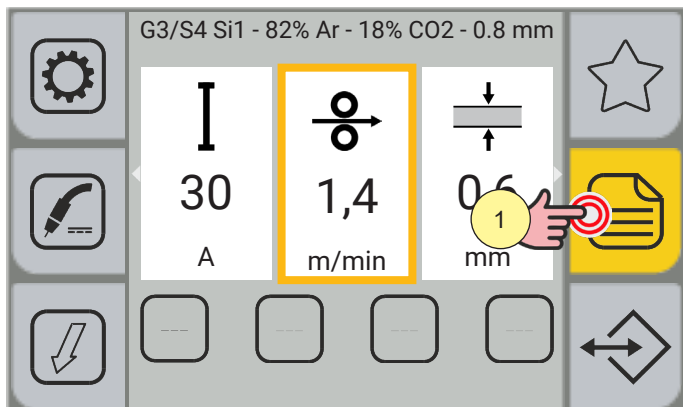 G3/S4 Si1 - 82% Ar - 18% CO2 - 0.8 mm
30 1,4 0,6
1
A m/min mm
--- --- --- ---